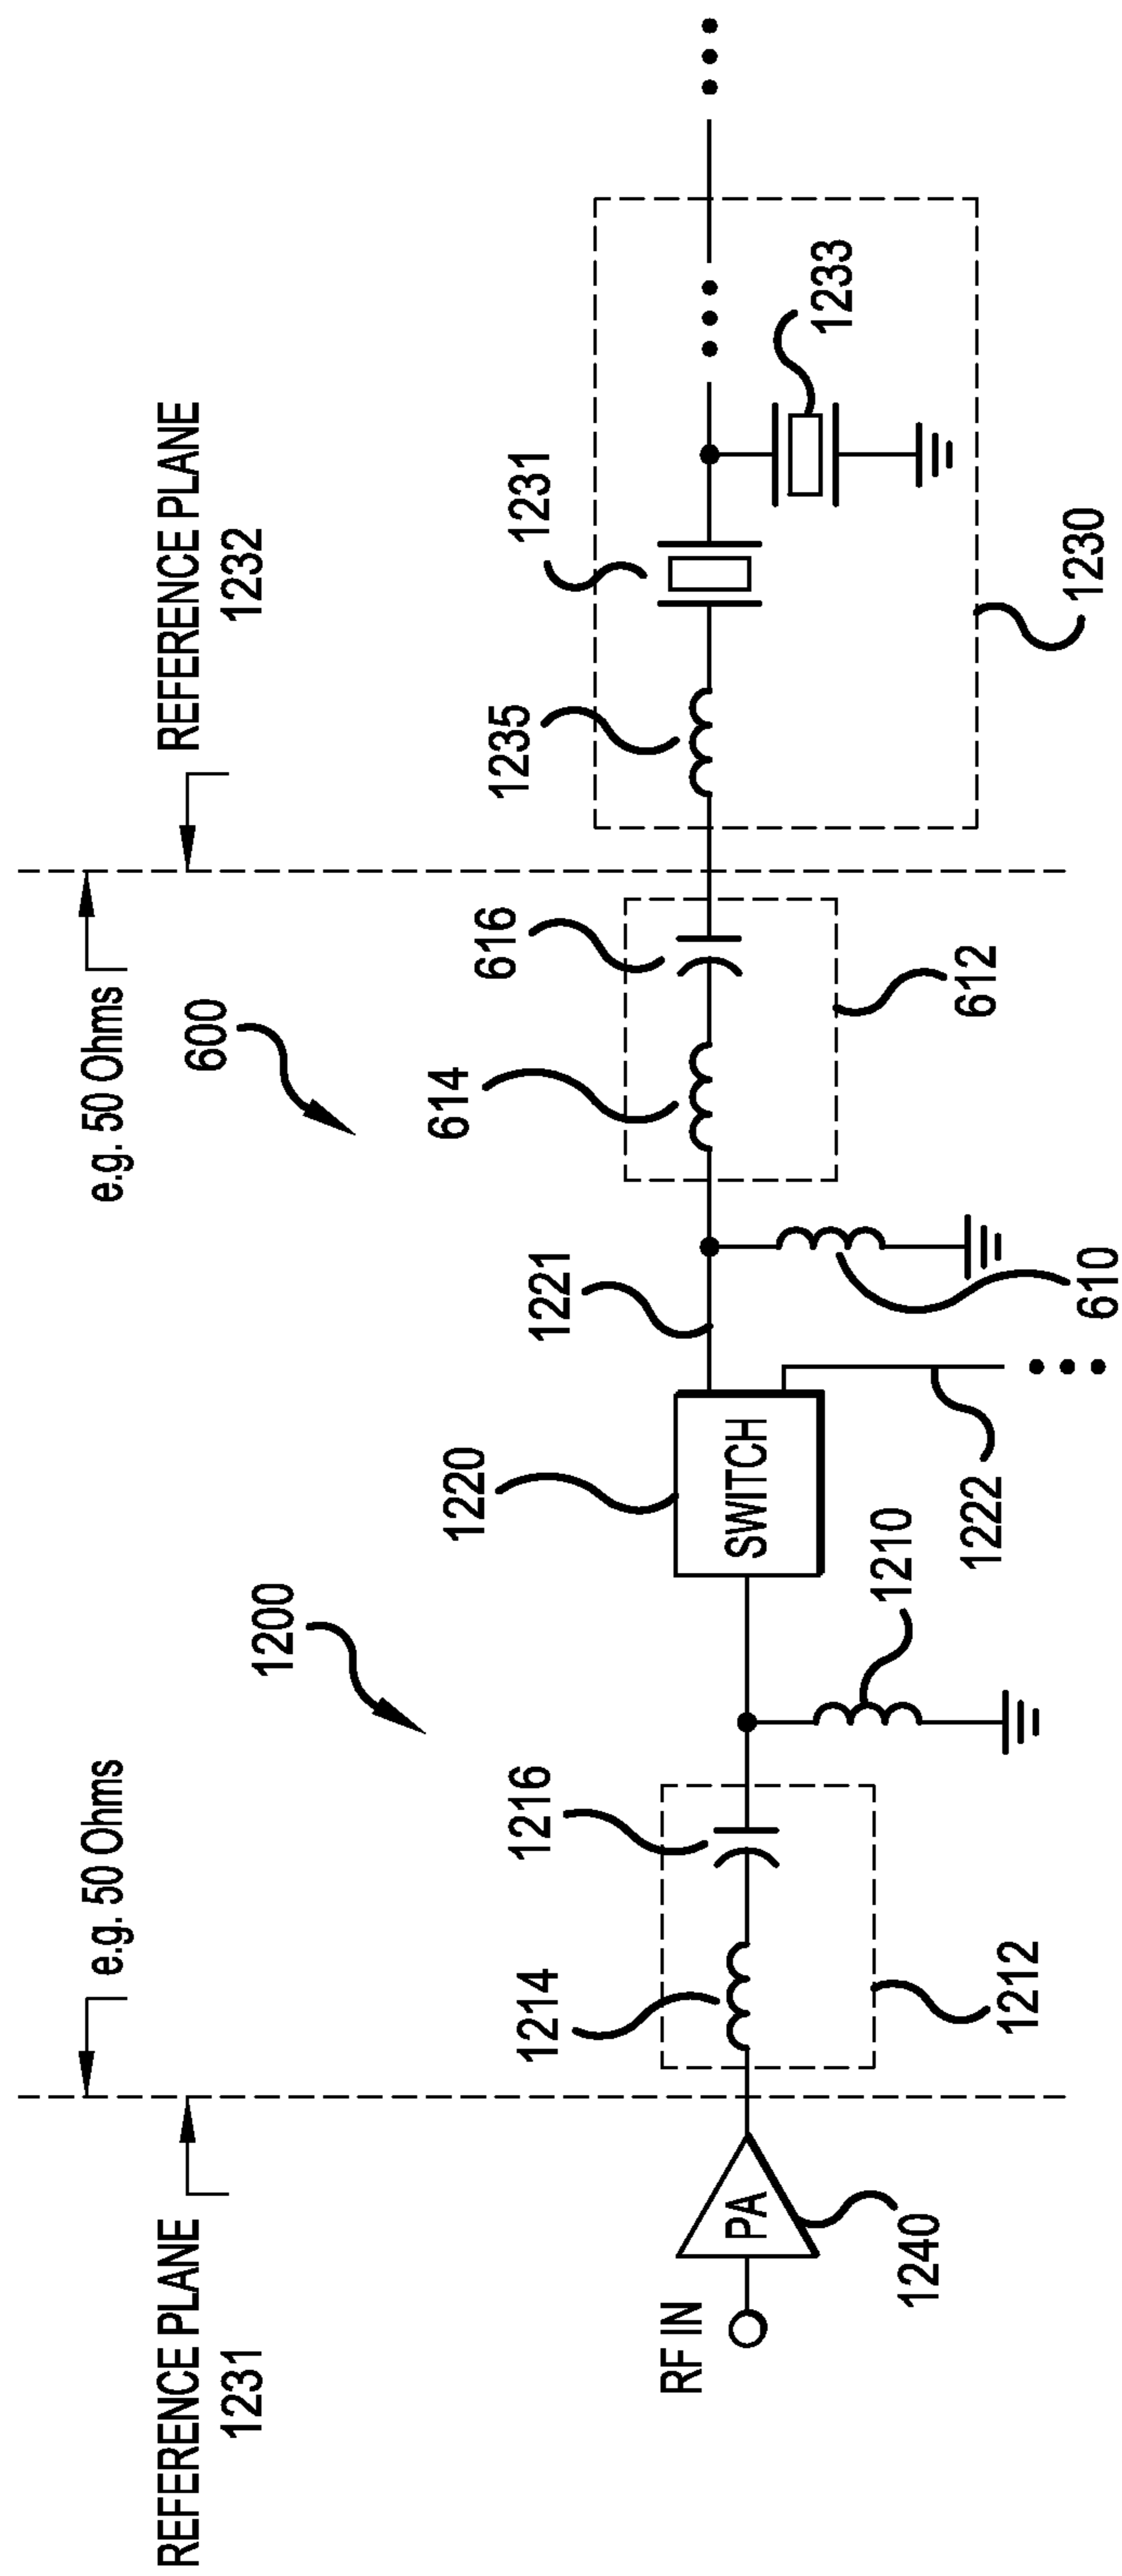 REFERENCE PLANE
1231
REFERENCE PLANE
1232
e.g. 50 Ohms
e.g. 50 Ohms
1200
600
RF IN
PA
1240
1214
1216
1212
1210
1220
SWITCH
1222
1221
610
614
616
612
1235
1231
1233
1230